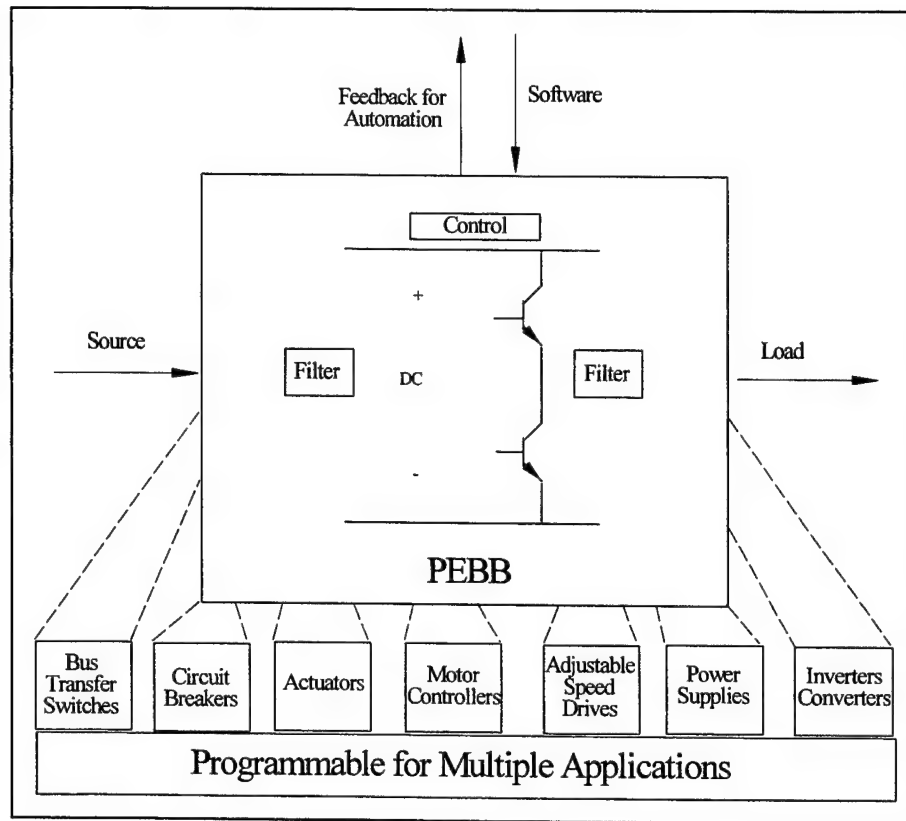 Feedback for
Automation
Software
Control
+
Source
Filter
DC
Filter
Load
-
PEBB
Bus
Transfer
Switches
Circuit
Breakers
Actuators
Motor
Controllers
Adjustable
Speed
Drives
Power
Supplies
Inverters
Converters
Programmable for Multiple Applications